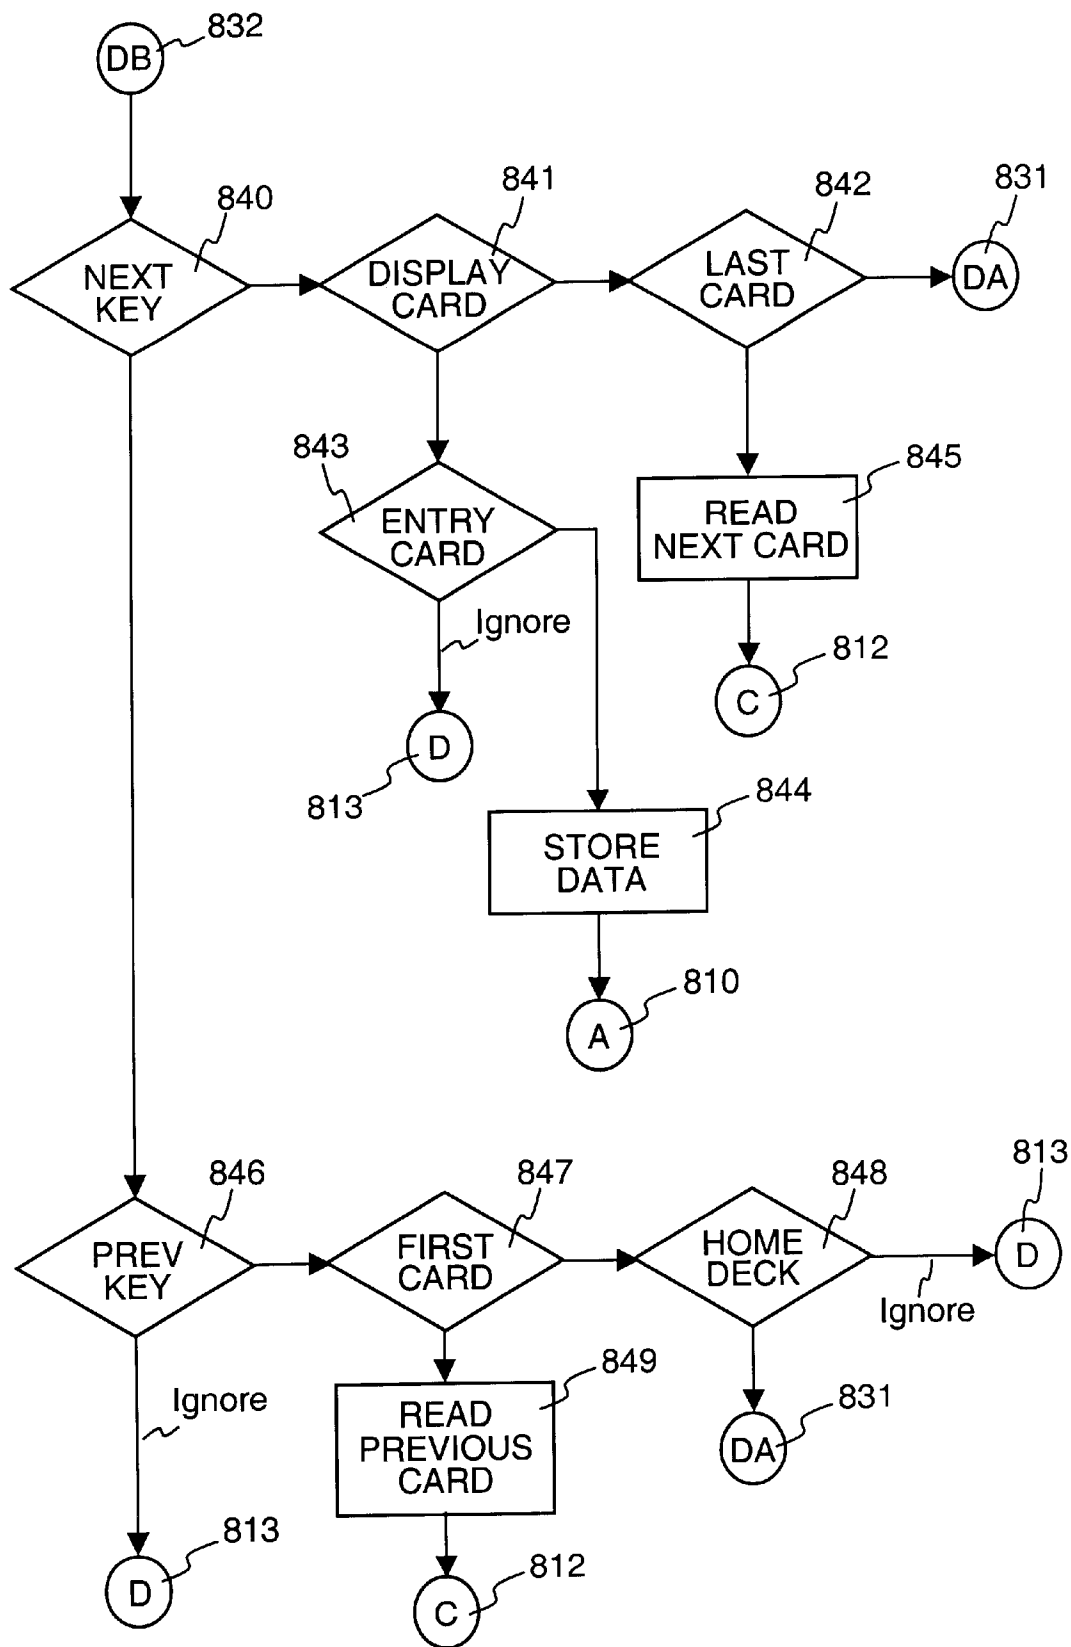 832
DB
840
841
842
831
NEXT
KEY
DISPLAY
CARD
LAST
CARD
DA
843
845
ENTRY
CARD
READ
NEXT CARD
Ignore
812
C
D
813
844
STORE
DATA
810
A
846
847
848
813
PREV
KEY
FIRST
CARD
HOME
DECK
D
Ignore
849
831
Ignore
READ
PREVIOUS
CARD
DA
813
812
D
C